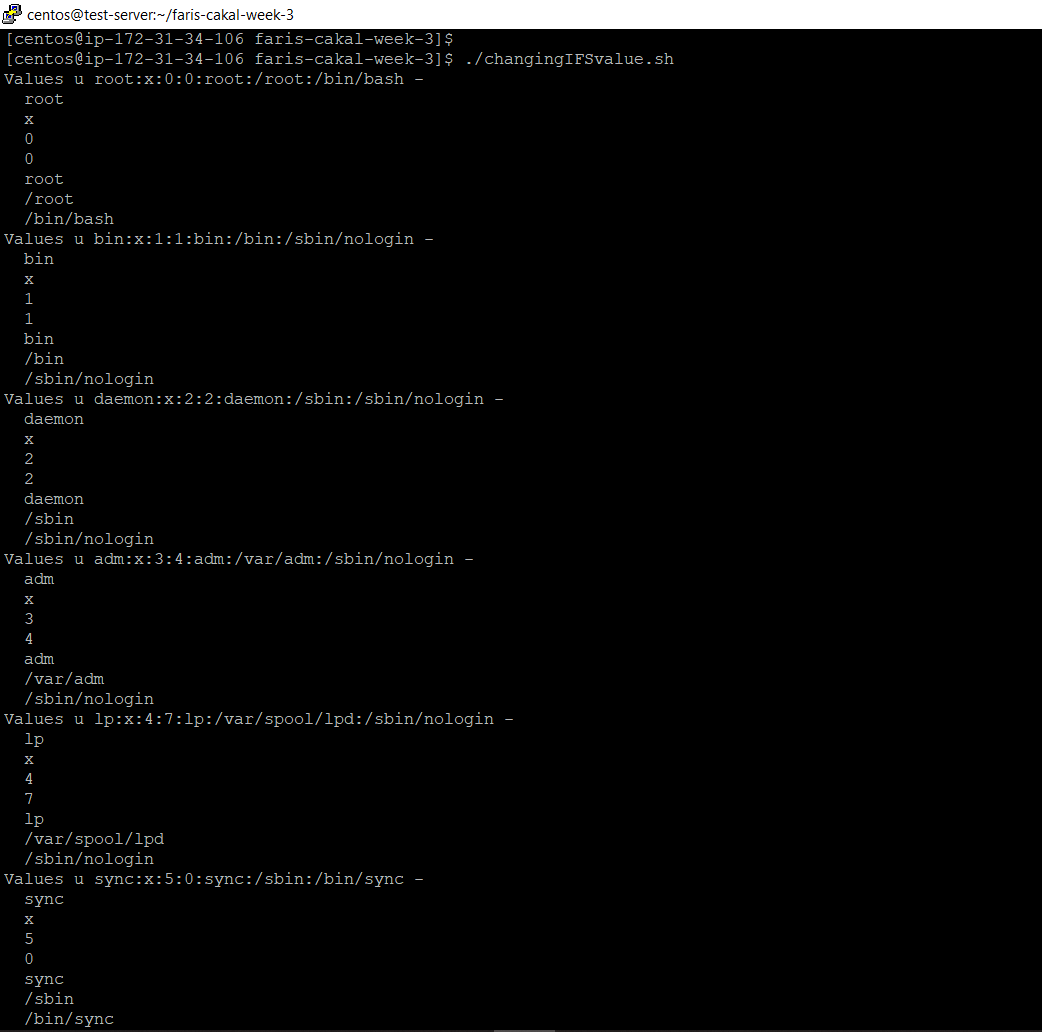 centos@test-server:~/faris-cakal-week-3
[centos@ip-172-31-34-106 faris-cakal-week-3]$
[centos@ip-172-31-34-106 faris-cakal-week-3]$ ./changingIFSvalue.sh
Values u root:x:0:0:root:/root:/bin/bash -
root
x
0
0
root
/root
/bin/bash
Values u bin:x:1:1:bin:/bin:/sbin/nologin -
bin
x
1
1
bin
/bin
/sbin/nologin
Values u daemon:x:2:2:daemon:/sbin:/sbin/nologin -
daemon
x
2
2
daemon
/sbin
/sbin/nologin
Values u adm:x:3:4:adm:/var/adm:/sbin/nologin -
adm
x
3
4
adm
/var/adm
/sbin/nologin
Values u lp:x:4:7:lp:/var/spool/lpd:/sbin/nologin -
lp
x
4
7
lp
/var/spool/lpd
/sbin/nologin
Values u sync:x:5:0:sync:/sbin:/bin/sync -
sync
x
5
0
sync
/sbin
/bin/sync